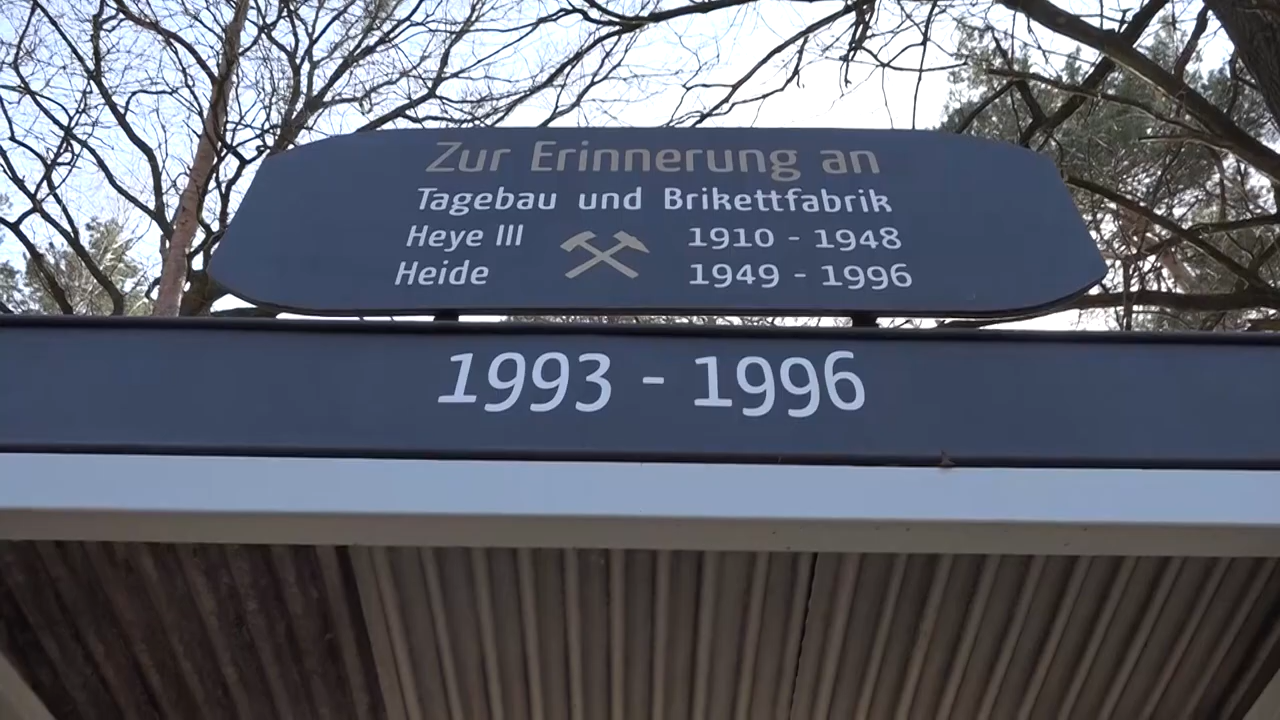 Zur Erinnerung an
Tagebau und Brikettfabrik
Heye III 1910 - 1948
Heide 1949 - 1996
1993 - 1996